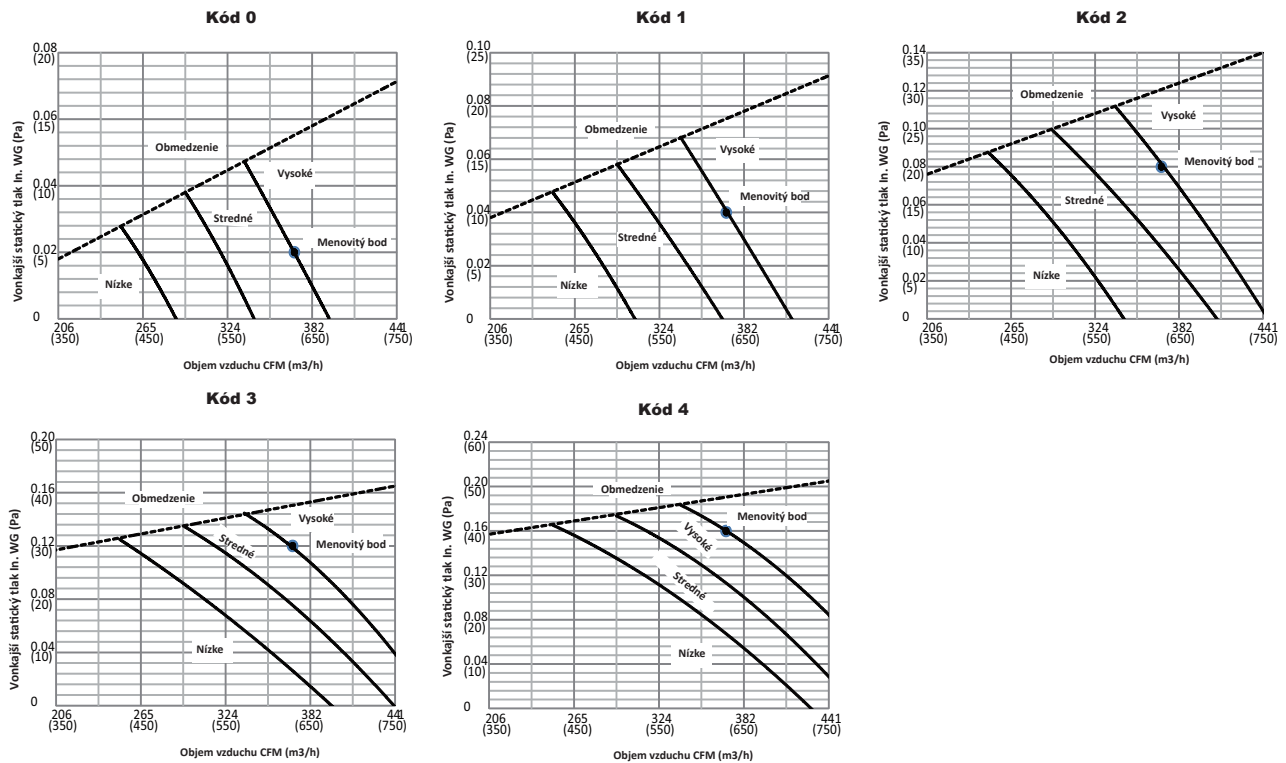 Kód 0
Vonkajší statický tlak In. WG (Pa)
0.08
(20)
0.06
(15)
0.04
(10)
0.02
(5)
0
Obmedzenie
Vysoké
Stredné
Menovitý bod
Nízke
206 265 324 382 441
(350) (450) (550) (650) (750)
Objem vzduchu CFM (m3/h)
Kód 1
Vonkajší statický tlak In. WG (Pa)
0.10
(25)
0.08
(20)
0.06
(15)
0.04
(10)
0.02
(5)
0
Obmedzenie
Vysoké
Menovitý bod
Stredné
Nízke
206 265 324 382 441
(350) (450) (550) (650) (750)
Objem vzduchu CFM (m3/h)
Kód 2
Vonkajší statický tlak In. WG (Pa)
0.14
(35)
0.12
(30)
0.10
(25)
0.08
(20)
0.06
(15)
0.04
(10)
0.02
(5)
0
Obmedzenie
Vysoké
Menovitý bod
Stredné
Nízke
206 265 324 382 441
(350) (450) (550) (650) (750)
Objem vzduchu CFM (m3/h)
Kód 3
Vonkajší statický tlak In. WG (Pa)
0.20
(50)
0.16
(40)
0.12
(30)
0.08
(20)
0.04
(10)
0
Obmedzenie
Vysoké
Stredné
Menovitý bod
Nízke
206 265 324 382 441
(350) (450) (550) (650) (750)
Objem vzduchu CFM (m3/h)
Kód 4
Vonkajší statický tlak In. WG (Pa)
0.24
(60)
0.20
(50)
0.16
(40)
0.12
(30)
0.08
(20)
0.04
(10)
0
Obmedzenie
Menovitý bod
Vysoké
Stredné
Nízke
206 265 324 382 441
(350) (450) (550) (650) (750)
Objem vzduchu CFM (m3/h)